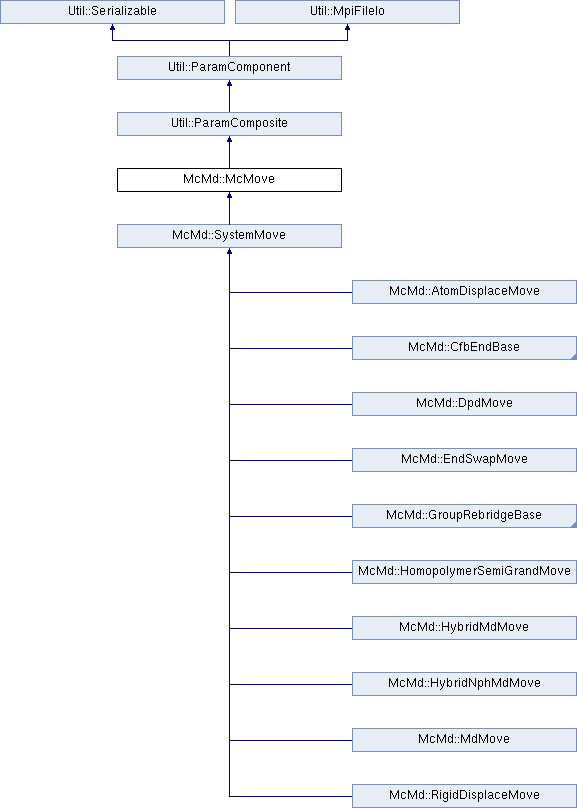 Util::Serializable
Util::MpiFileIo
Util::ParamComponent
Util::ParamComposite
McMd::McMove
McMd::SystemMove
McMd::AtomDisplaceMove
McMd::CfbEndBase
McMd::DpdMove
McMd::EndSwapMove
McMd::GroupRebridgeBase
McMd::HomopolymerSemiGrandMove
McMd::HybridMdMove
McMd::HybridNphMdMove
McMd::MdMove
McMd::RigidDisplaceMove